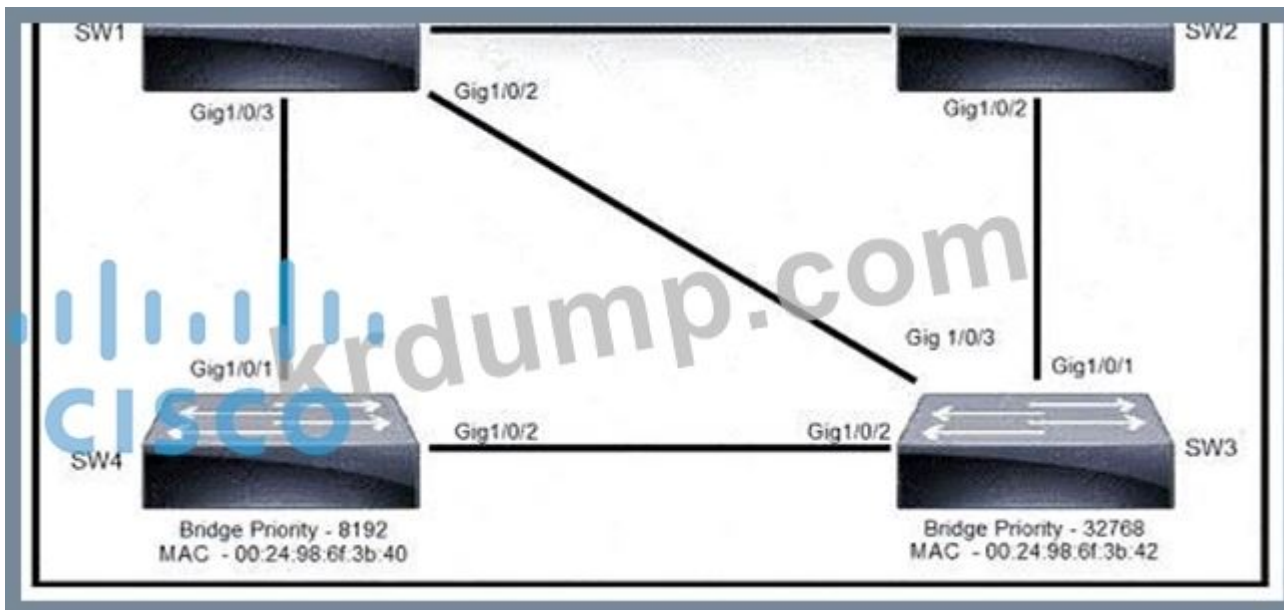 SW1
SW2
Gig1/0/3
Gig1/0/2
Gig1/0/2
krdump.com
Gig 1/0/3
Gig1/0/1
Gig1/0/1
CISCO
Gig1/0/2
Gig1/0/2
SW4
SW3
Bridge Priority - 8192
MAC - 00:24:98:6f:3b:40
Bridge Priority - 32768
MAC - 00:24:98:6f:3b:42